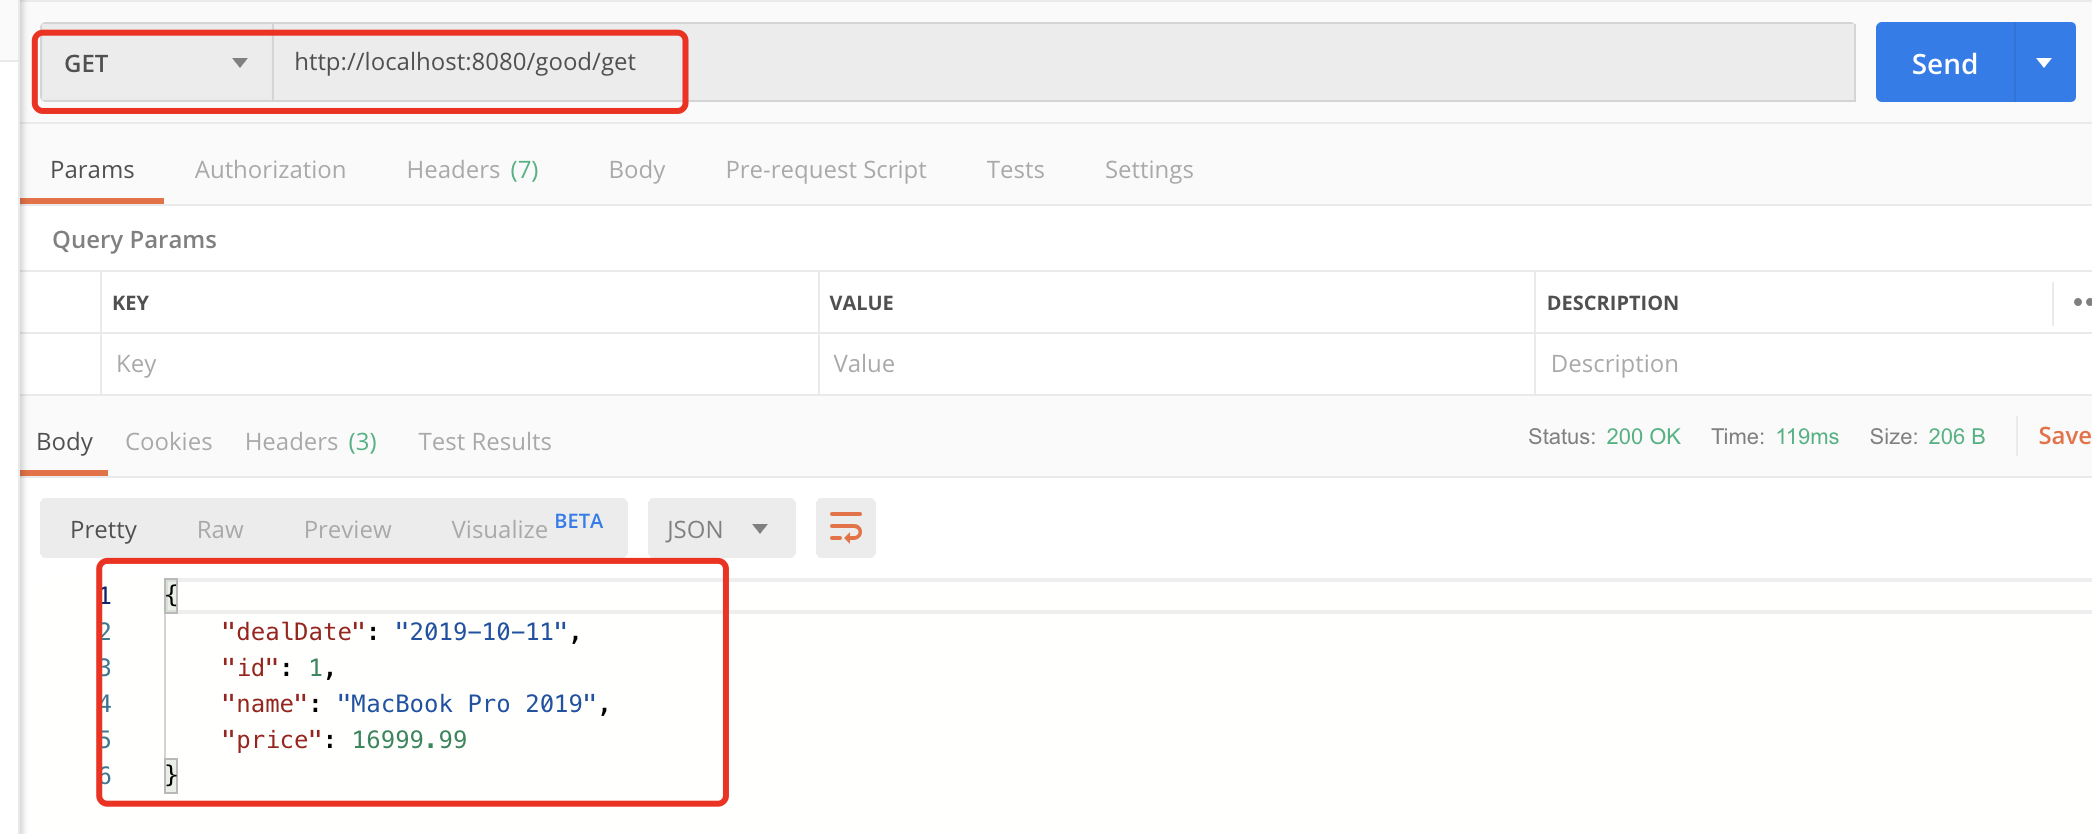 GET http://localhost:8080/good/get Send
Params Authorization Headers (7) Body Pre-request Script Tests Settings
Query Params
KEY VALUE DESCRIPTION
Key Value Description
Body Cookies Headers (3) Test Results Status: 200 OK Time: 119ms Size: 206 B Save
Pretty Raw Preview Visualize BETA JSON
1 {
2 "dealDate": "2019-10-11",
3 "id": 1,
4 "name": "MacBook Pro 2019",
5 "price": 16999.99
6 }